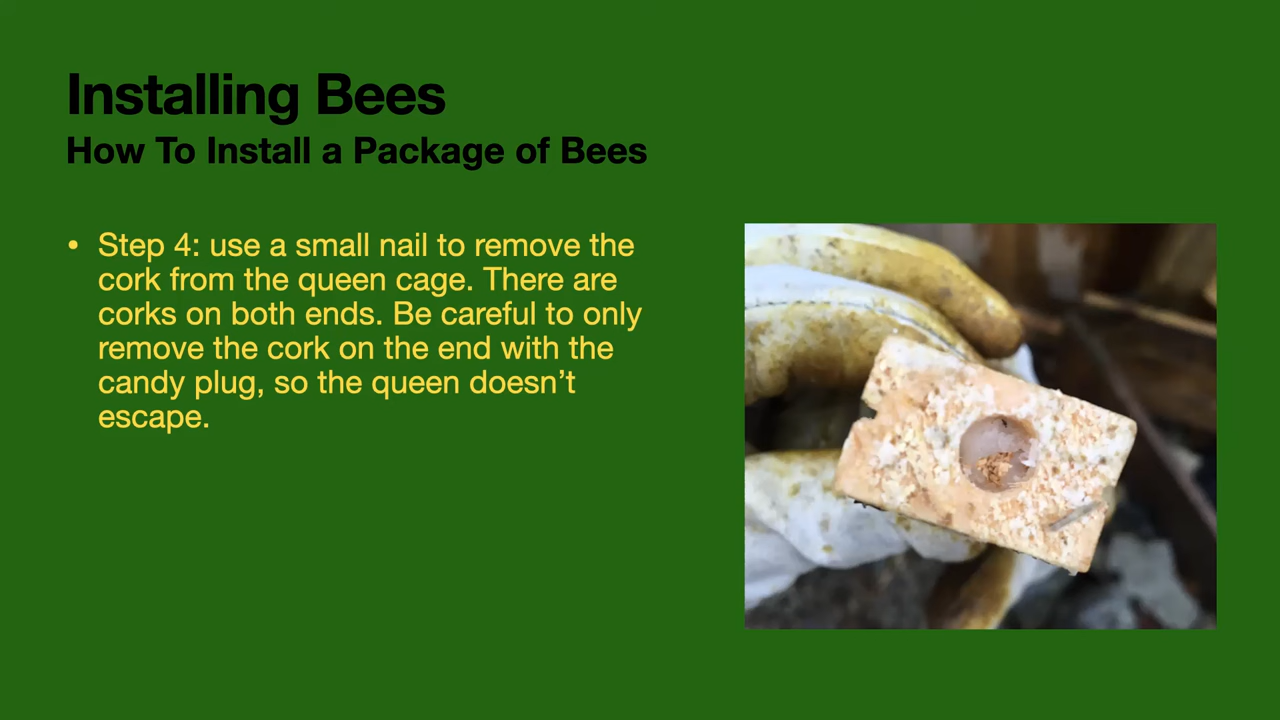 Installing Bees
How To Install a Package of Bees
• Step 4: use a small nail to remove the
cork from the queen cage. There are
corks on both ends. Be careful to only
remove the cork on the end with the
candy plug, so the queen doesn’t
escape.